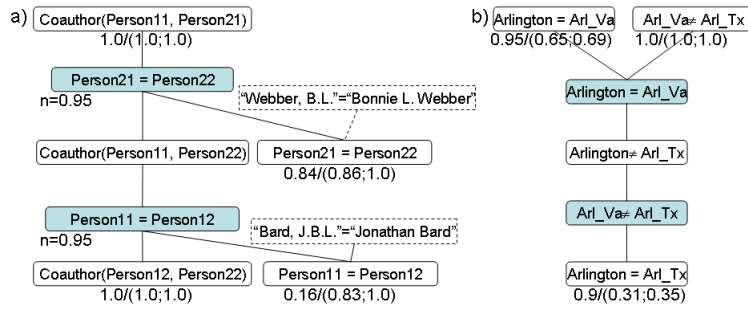 a)
Coauthor(Person11, Person21)
1.0/(1.0;1.0)
Person21 = Person22
n=0.95
“Webber, B.L.”=“Bonnie L. Webber”
Coauthor(Person11, Person22)
Person21 = Person22
0.84/(0.86;1.0)
Person11 = Person12
n=0.95
“Bard, J.B.L.”=“Jonathan Bard”
Coauthor(Person12, Person22)
1.0/(1.0;1.0)
Person11 = Person12
0.16/(0.83;1.0)
b)
Arlington = Arl_Va
0.95/(0.65;0.69)
Arl_Va≠ Arl_Tx
1.0/(1.0;1.0)
Arlington = Arl_Va
Arlington≠ Arl_Tx
Arl_Va≠ Arl_Tx
Arlington = Arl_Tx
0.9/(0.31;0.35)